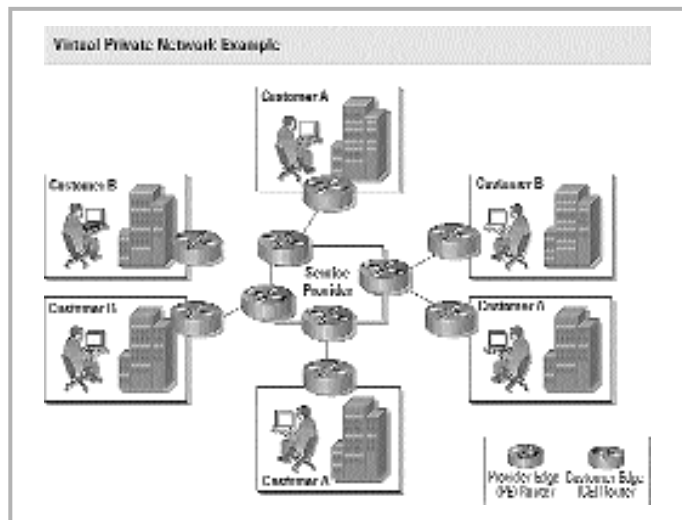 Virtual Private Network Example
Customer A
Customer B
Customer B
Service
Provider
Customer
Customer A
Customer A
Provider Edge
(PE) Router
Customer Edge
(CE) Router